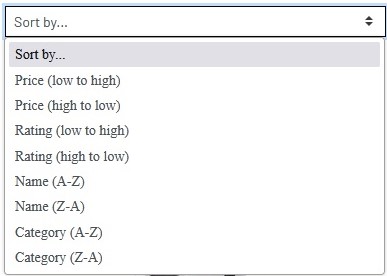 Sort by...
Sort by...
Price (low to high)
Price (high to low)
Rating (low to high)
Rating (high to low)
Name (A-Z)
Name (Z-A)
Category (A-Z)
Category (Z-A)